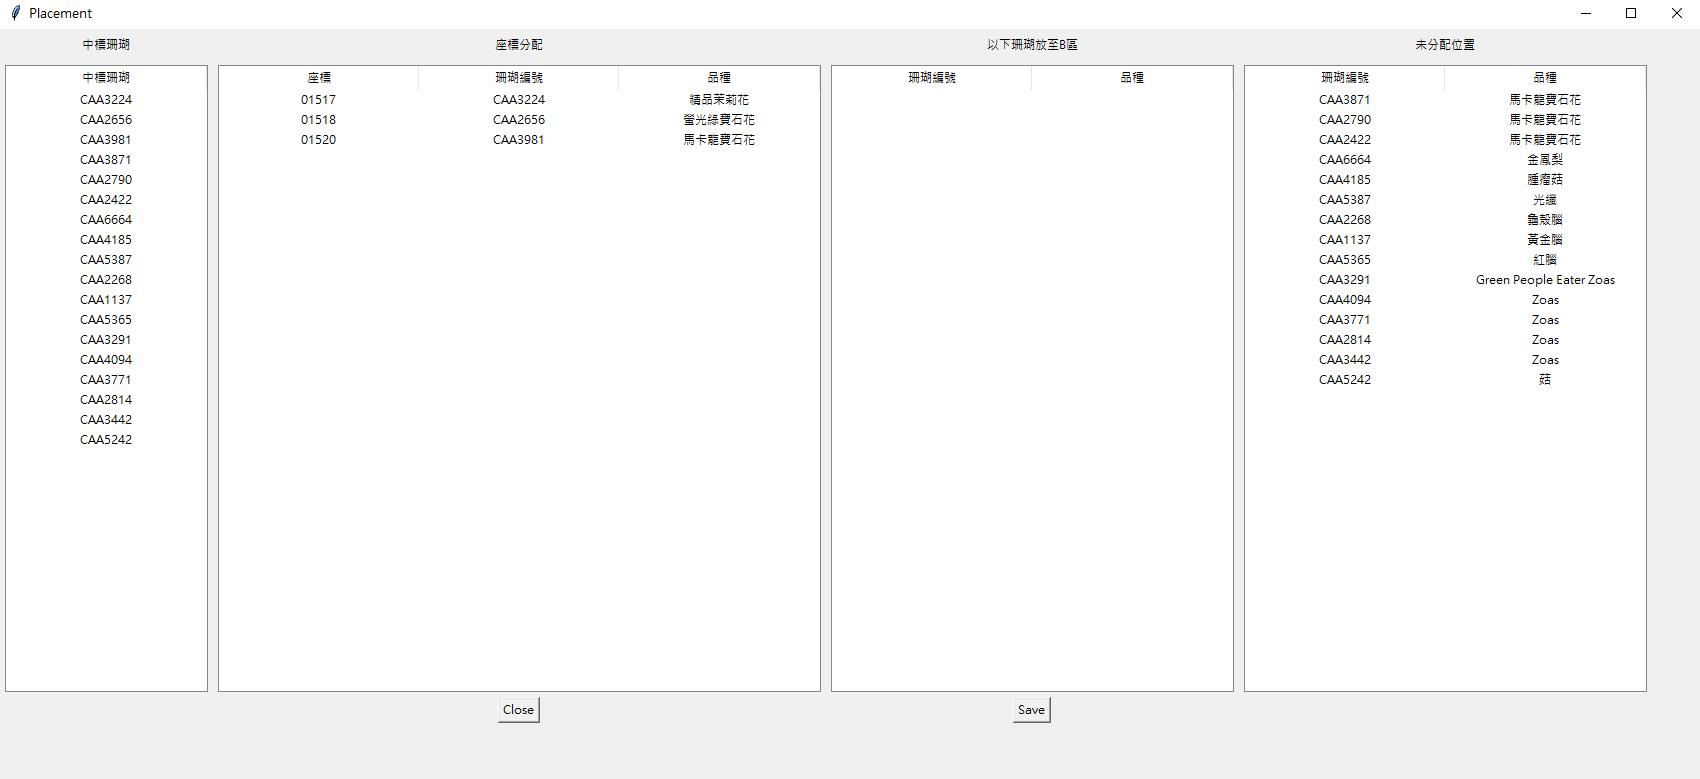 Placement
中標珊瑚 座標分配 以下珊瑚放至B區 未分配位置
中標珊瑚
CAA3224
CAA2656
CAA3981
CAA3871
CAA2790
CAA2422
CAA6664
CAA4185
CAA5387
CAA2268
CAA1137
CAA5365
CAA3291
CAA4094
CAA3771
CAA2814
CAA3442
CAA5242
座標 珊瑚編號 品種
01517 CAA3224 精品茉莉花
01518 CAA2656 螢光綠寶石花
01520 CAA3981 馬卡龍寶石花
珊瑚編號 品種
珊瑚編號 品種
CAA3871 馬卡龍寶石花
CAA2790 馬卡龍寶石花
CAA2422 馬卡龍寶石花
CAA6664 金鳳梨
CAA4185 腫瘤菇
CAA5387 光纖
CAA2268 龜殼腦
CAA1137 黃金腦
CAA5365 紅腦
CAA3291 Green People Eater Zoas
CAA4094 Zoas
CAA3771 Zoas
CAA2814 Zoas
CAA3442 Zoas
CAA5242 菇
Close Save